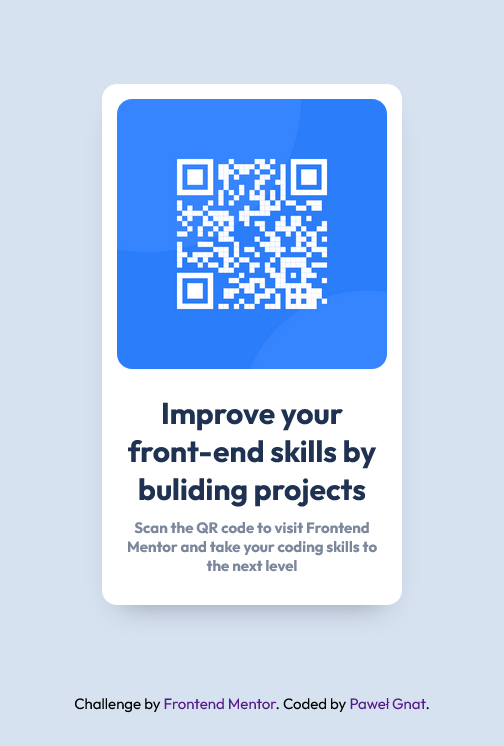 Improve your
front-end skills by
buliding projects
Scan the QR code to visit Frontend
Mentor and take your coding skills to
the next level
Challenge by Frontend Mentor. Coded by Paweł Gnat.